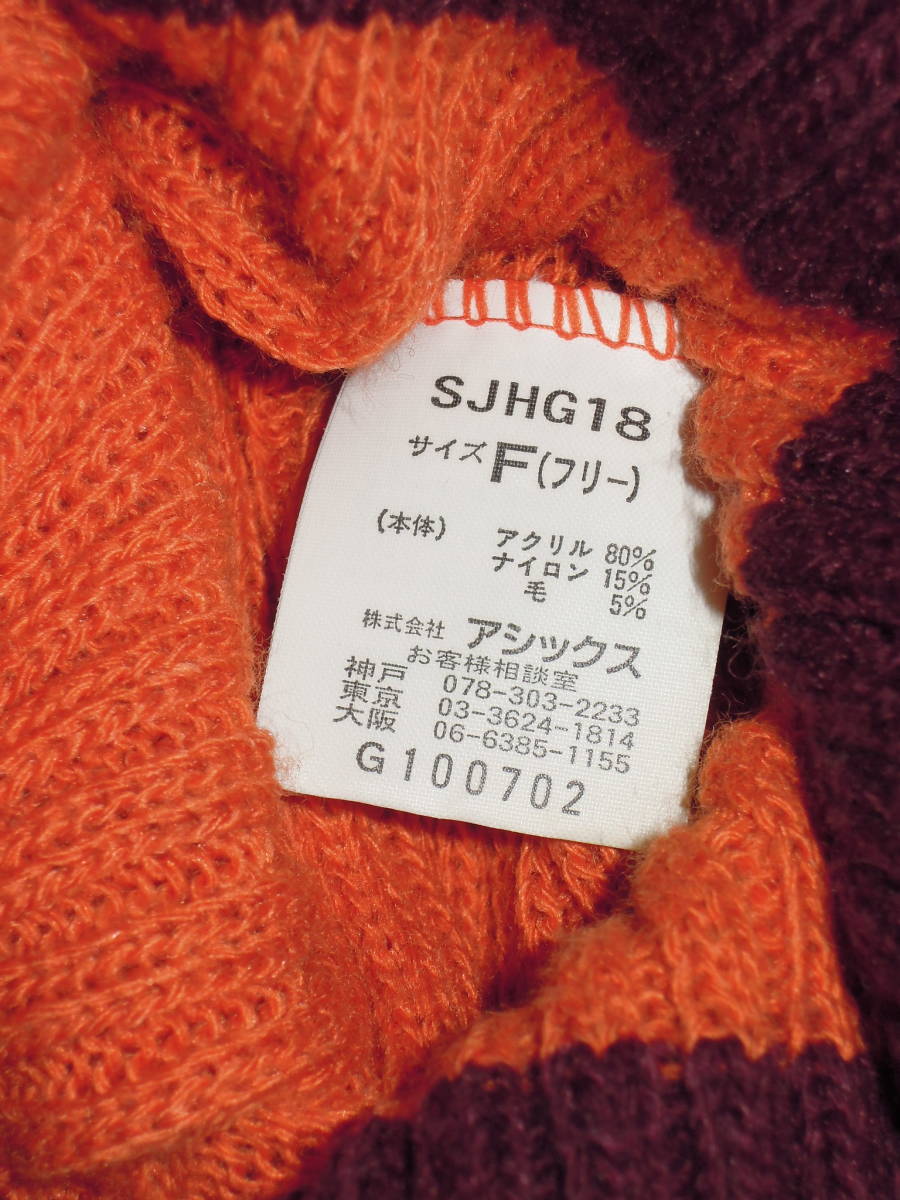 SJHG18
サイズ F(フリー)
(本体) アクリル 80%
ナイロン 15%
毛 5%
株式会社 アシックス
お客様相談室
神戸 078-303-2233
東京 03-3624-1814
大阪 06-6385-1155
G100702